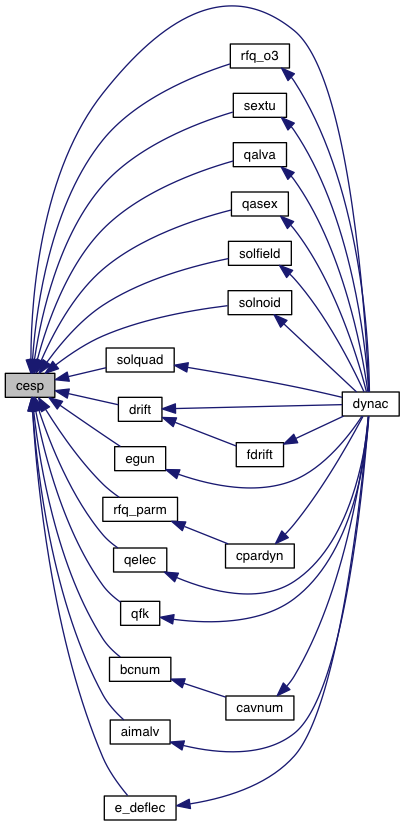 rfq_o3
sextu
qalva
qasex
solfield
solnoid
solquad
cesp
dynac
drift
fdrift
egun
rfq_parm
cpardyn
qelec
qfk
bcnum
cavnum
aimalv
e_deflec